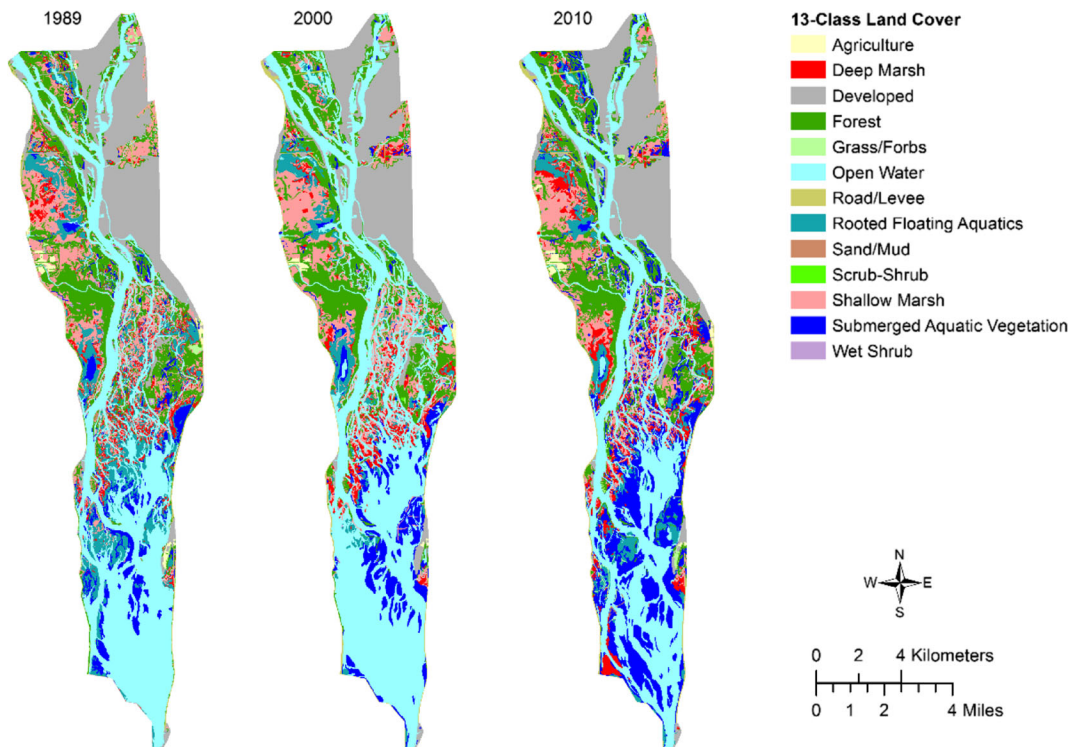 1989
2000
2010
13-Class Land Cover
Agriculture
Deep Marsh
Developed
Forest
Grass/Forbs
Open Water
Road/Levee
Rooted Floating Aquatics
Sand/Mud
Scrub-Shrub
Shallow Marsh
Submerged Aquatic Vegetation
Wet Shrub
N
W E
S
0 2 4 Kilometers
0 1 2 4 Miles